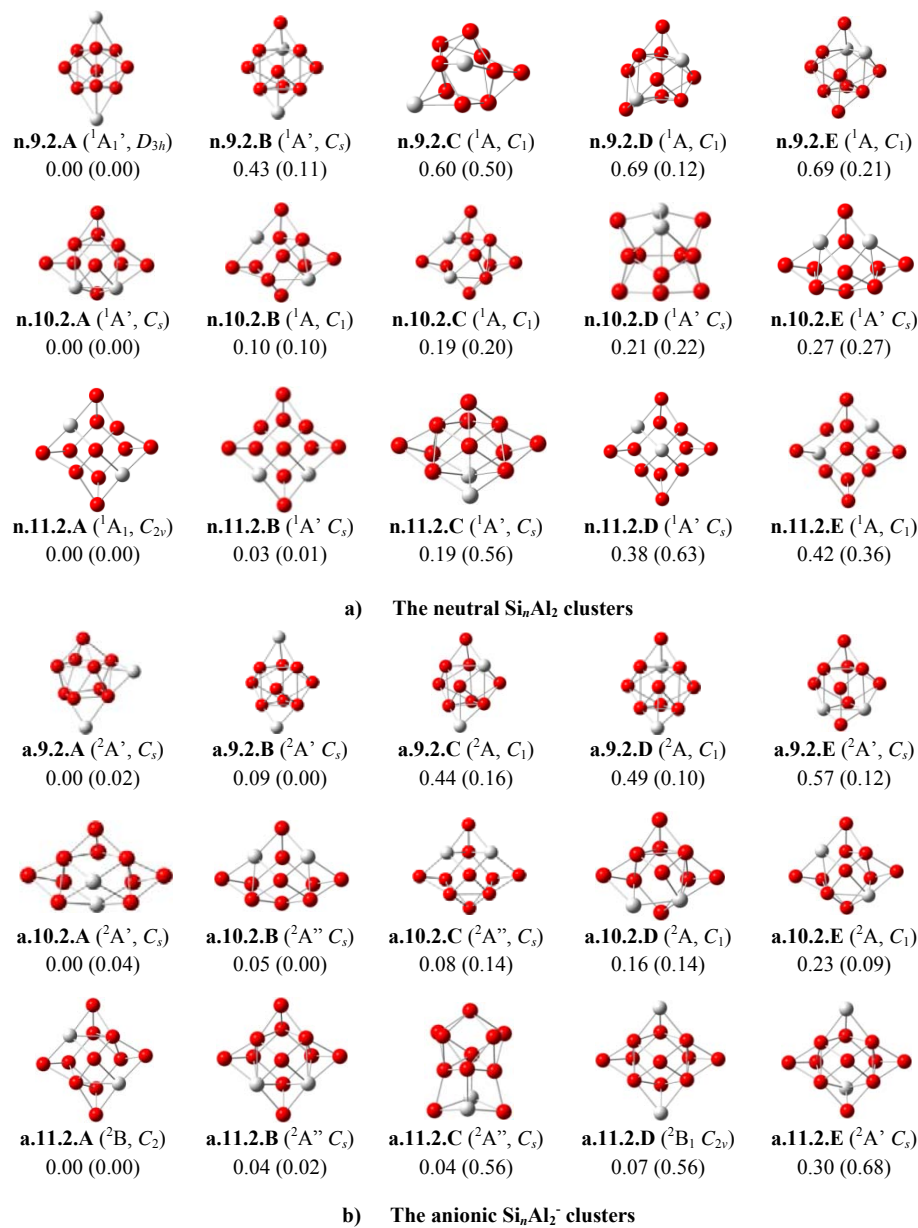 n.9.2.A (¹A₁’, D₃ₕ) n.9.2.B (¹A’, Cₛ) n.9.2.C (¹A, C₁) n.9.2.D (¹A, C₁) n.9.2.E (¹A, C₁)
0.00 (0.00) 0.43 (0.11) 0.60 (0.50) 0.69 (0.12) 0.69 (0.21)
n.10.2.A (¹A’, Cₛ) n.10.2.B (¹A, C₁) n.10.2.C (¹A, C₁) n.10.2.D (¹A’ Cₛ) n.10.2.E (¹A’ Cₛ)
0.00 (0.00) 0.10 (0.10) 0.19 (0.20) 0.21 (0.22) 0.27 (0.27)
n.11.2.A (¹A₁, C₂ᵥ) n.11.2.B (¹A’ Cₛ) n.11.2.C (¹A’, Cₛ) n.11.2.D (¹A’ Cₛ) n.11.2.E (¹A, C₁)
0.00 (0.00) 0.03 (0.01) 0.19 (0.56) 0.38 (0.63) 0.42 (0.36)
a) The neutral SiₙAl₂ clusters
a.9.2.A (²A’, Cₛ) a.9.2.B (²A’ Cₛ) a.9.2.C (²A, C₁) a.9.2.D (²A, C₁) a.9.2.E (²A’, Cₛ)
0.00 (0.02) 0.09 (0.00) 0.44 (0.16) 0.49 (0.10) 0.57 (0.12)
a.10.2.A (²A’, Cₛ) a.10.2.B (²A” Cₛ) a.10.2.C (²A”, Cₛ) a.10.2.D (²A, C₁) a.10.2.E (²A, C₁)
0.00 (0.04) 0.05 (0.00) 0.08 (0.14) 0.16 (0.14) 0.23 (0.09)
a.11.2.A (²B, C₂) a.11.2.B (²A” Cₛ) a.11.2.C (²A”, Cₛ) a.11.2.D (²B₁ C₂ᵥ) a.11.2.E (²A’ Cₛ)
0.00 (0.00) 0.04 (0.02) 0.04 (0.56) 0.07 (0.56) 0.30 (0.68)
b) The anionic SiₙAl₂⁻ clusters